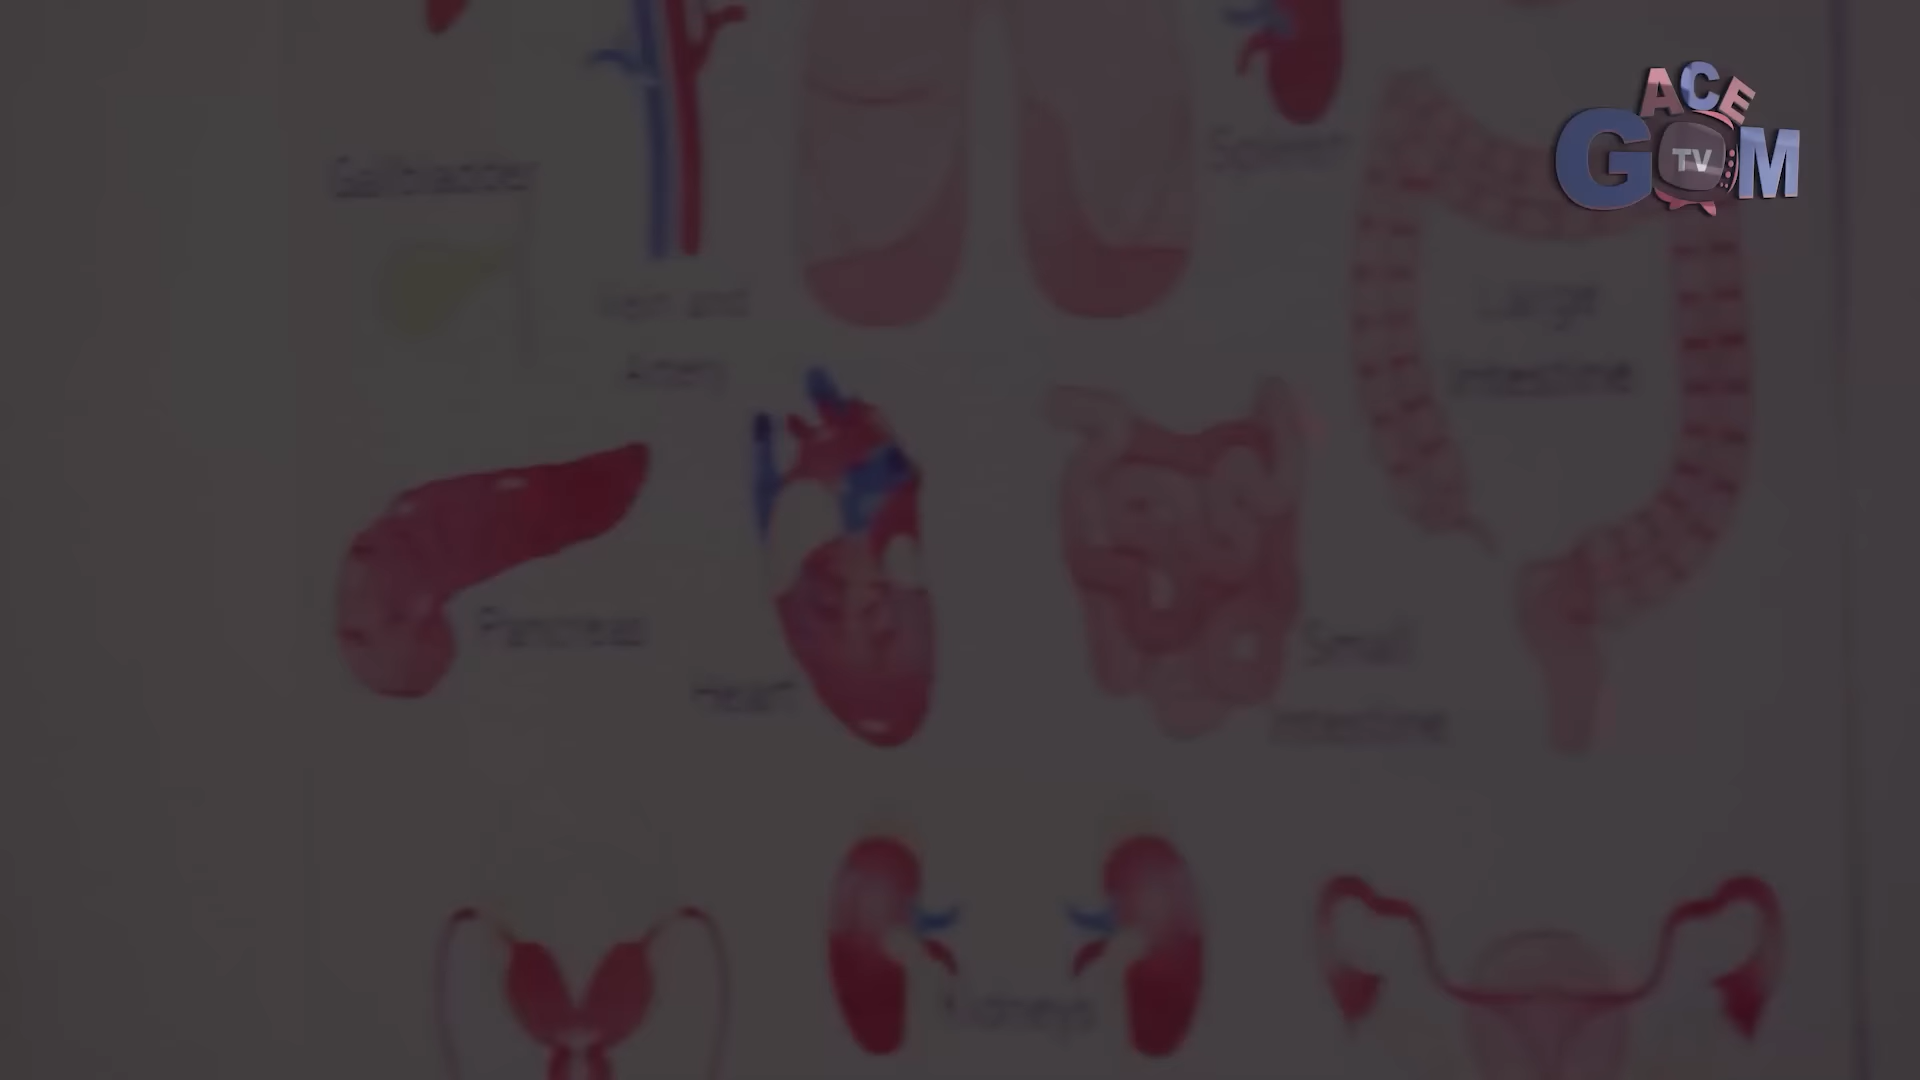 ACE
GOM
TV
Gallbladder
Spleen
Vein and
Artery
Large
Intestine
Pancreas
Heart
Small
Intestine
Kidneys